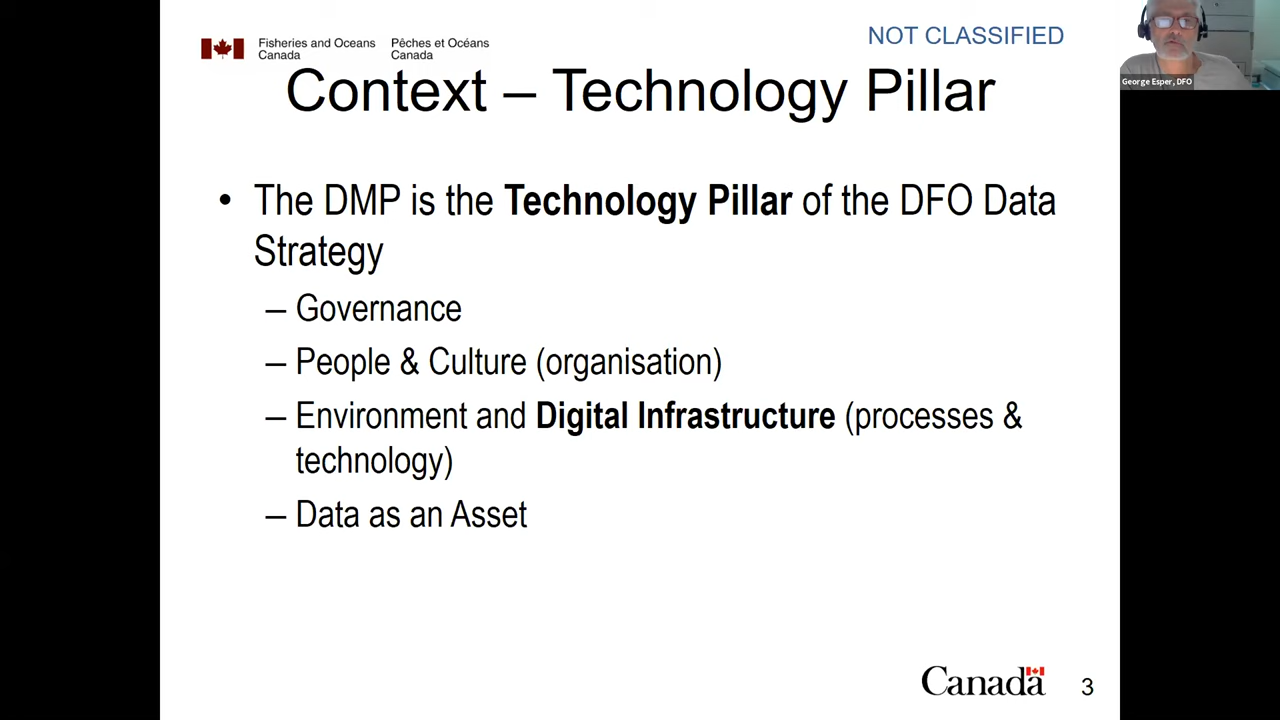 Fisheries and Oceans
Canada
Pêches et Océans
Canada
NOT CLASSIFIED
George Esper, DFO
Context – Technology Pillar
• The DMP is the Technology Pillar of the DFO Data
Strategy
– Governance
– People & Culture (organisation)
– Environment and Digital Infrastructure (processes &
technology)
– Data as an Asset
Canada
3